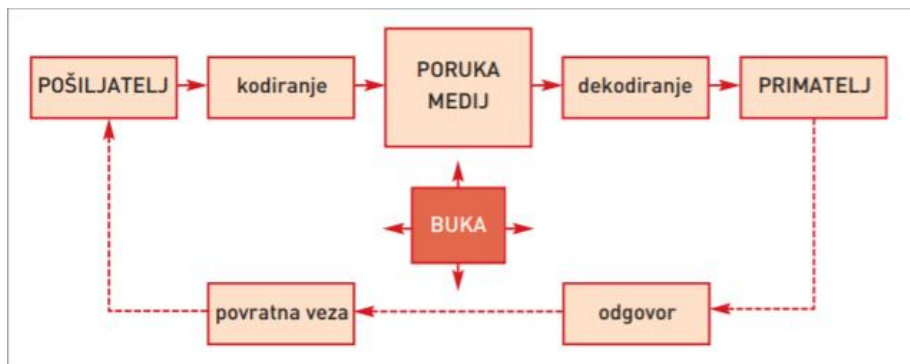 POŠILJATELJ
kodiranje
PORUKA
MEDIJ
dekodiranje
PRIMATELJ
BUKA
povratna veza
odgovor